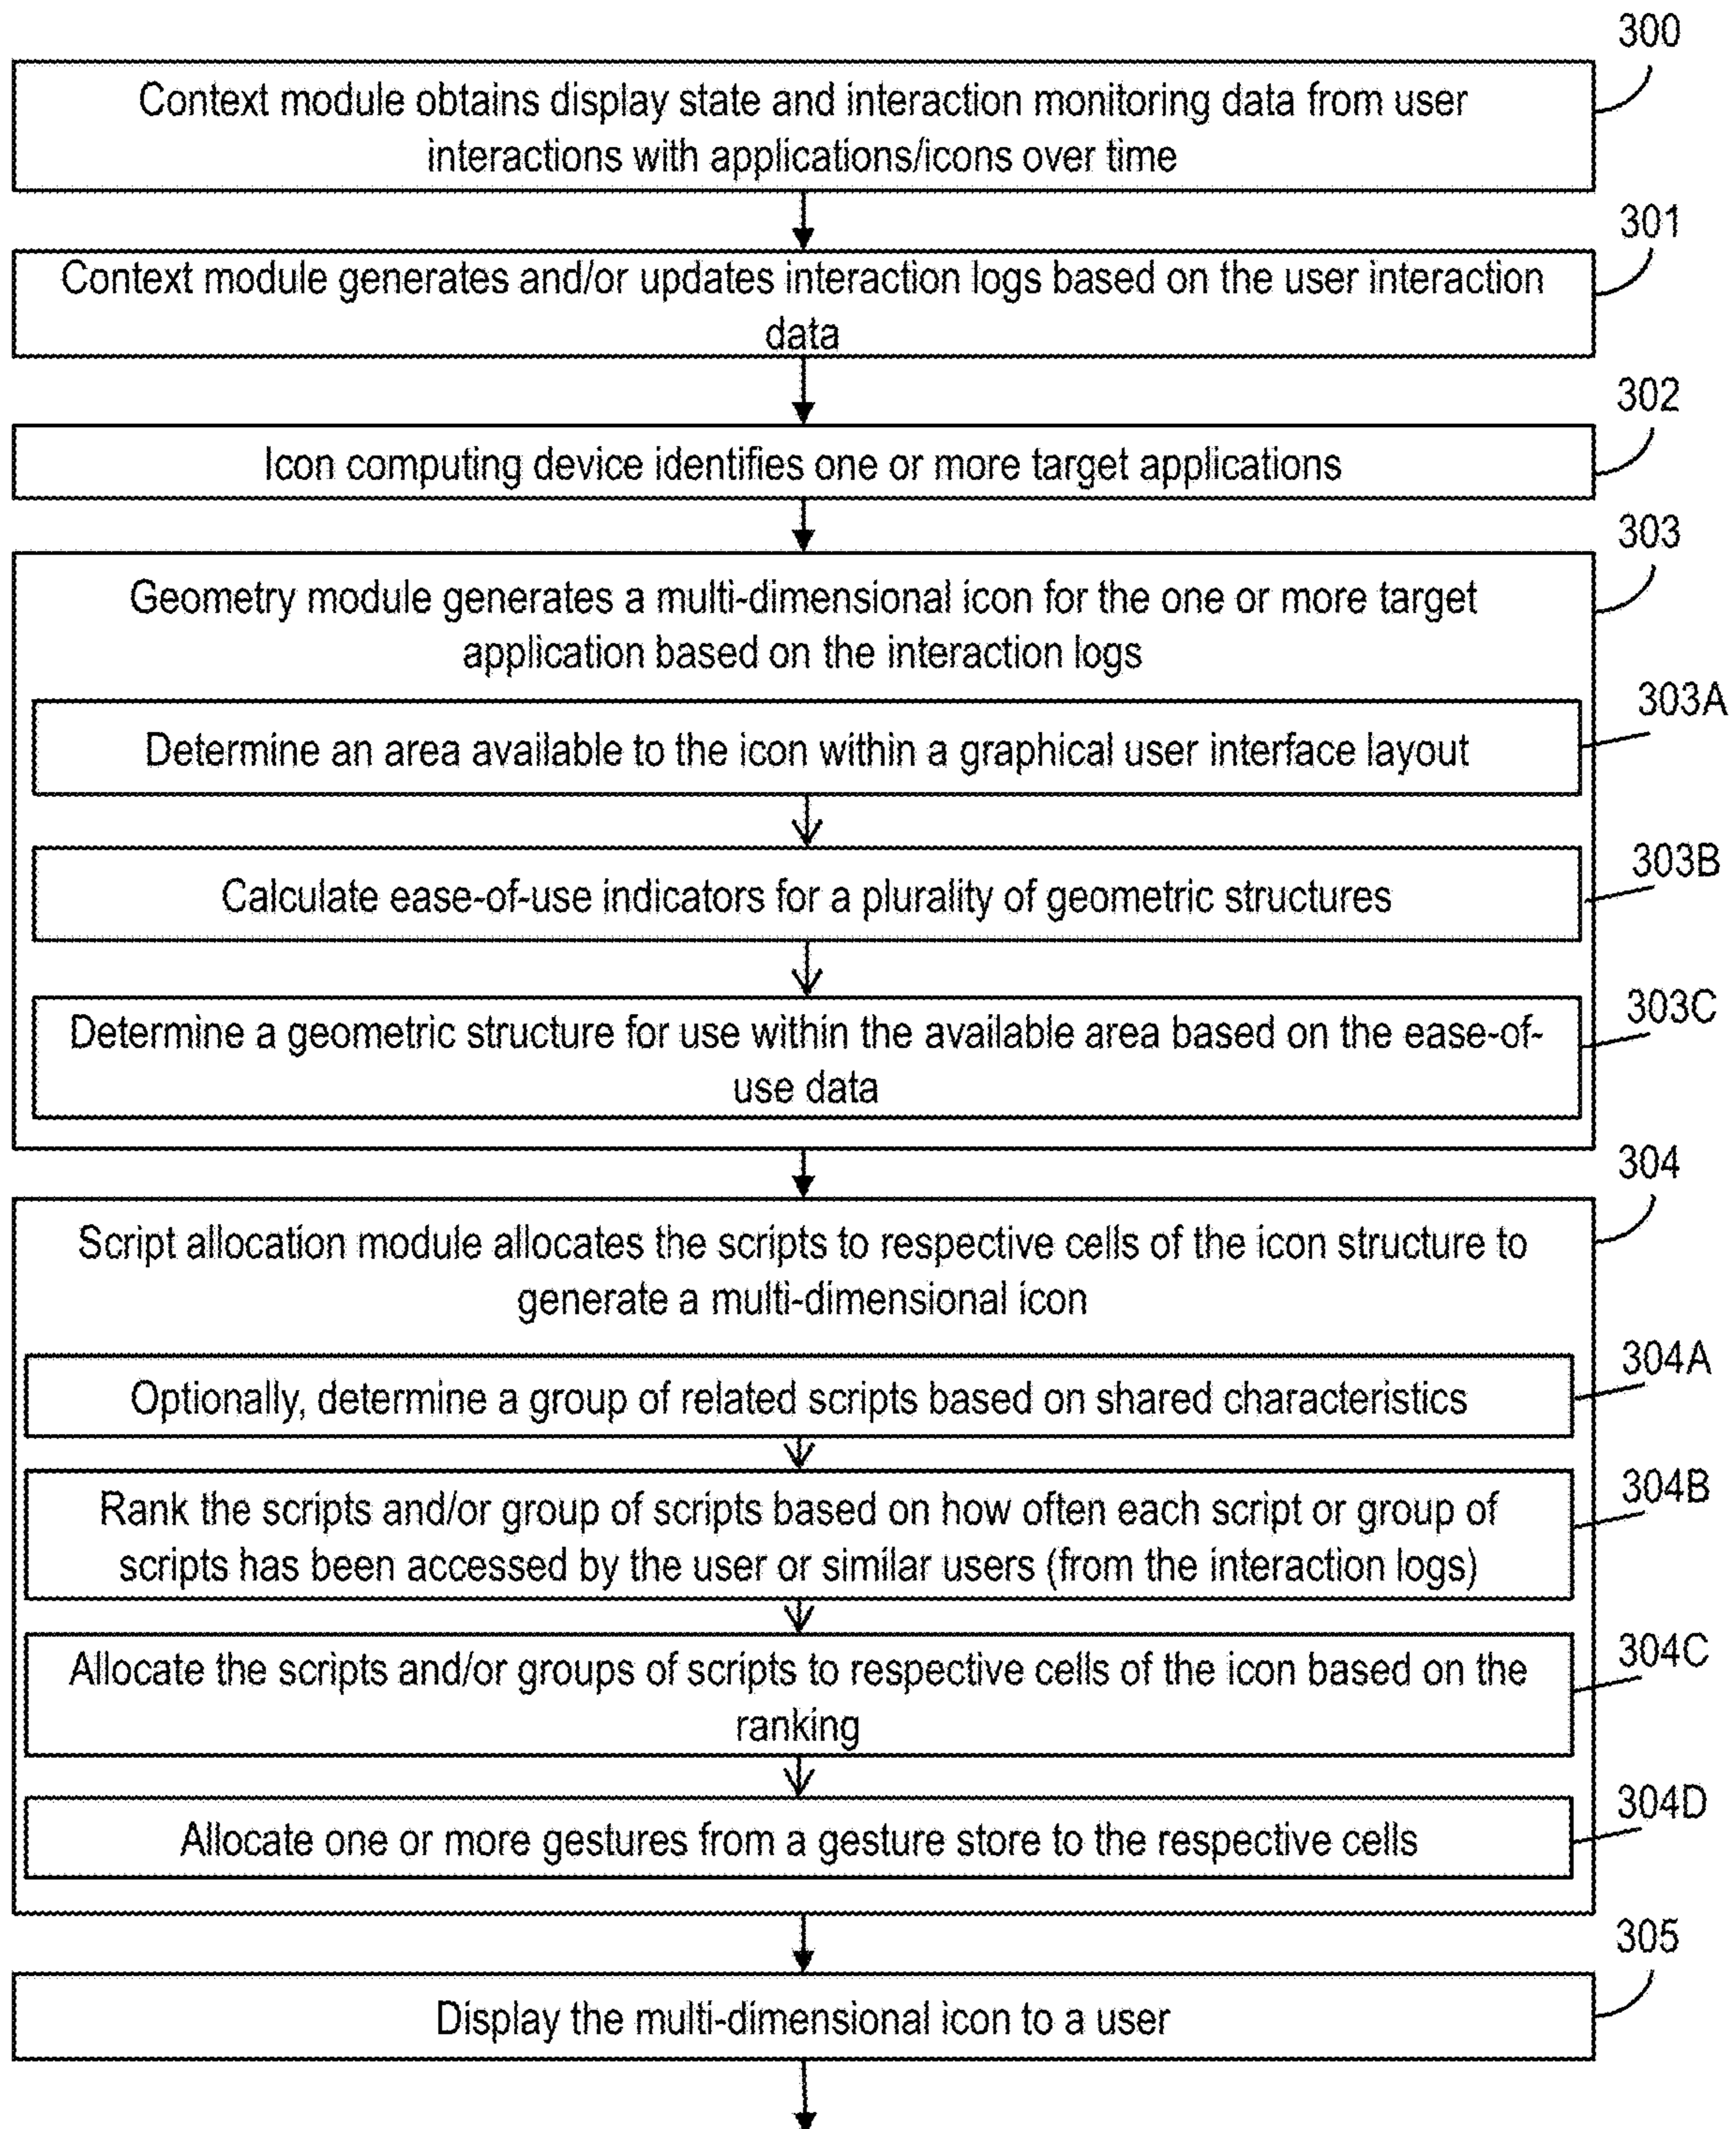 300
Context module obtains display state and interaction monitoring data from user
interactions with applications/icons over time
301
Context module generates and/or updates interaction logs based on the user interaction
data
302
Icon computing device identifies one or more target applications
303
Geometry module generates a multi-dimensional icon for the one or more target
application based on the interaction logs
303A
Determine an area available to the icon within a graphical user interface layout
303B
Calculate ease-of-use indicators for a plurality of geometric structures
303C
Determine a geometric structure for use within the available area based on the ease-of-
use data
304
Script allocation module allocates the scripts to respective cells of the icon structure to
generate a multi-dimensional icon
304A
Optionally, determine a group of related scripts based on shared characteristics
304B
Rank the scripts and/or group of scripts based on how often each script or group of
scripts has been accessed by the user or similar users (from the interaction logs)
304C
Allocate the scripts and/or groups of scripts to respective cells of the icon based on the
ranking
304D
Allocate one or more gestures from a gesture store to the respective cells
305
Display the multi-dimensional icon to a user